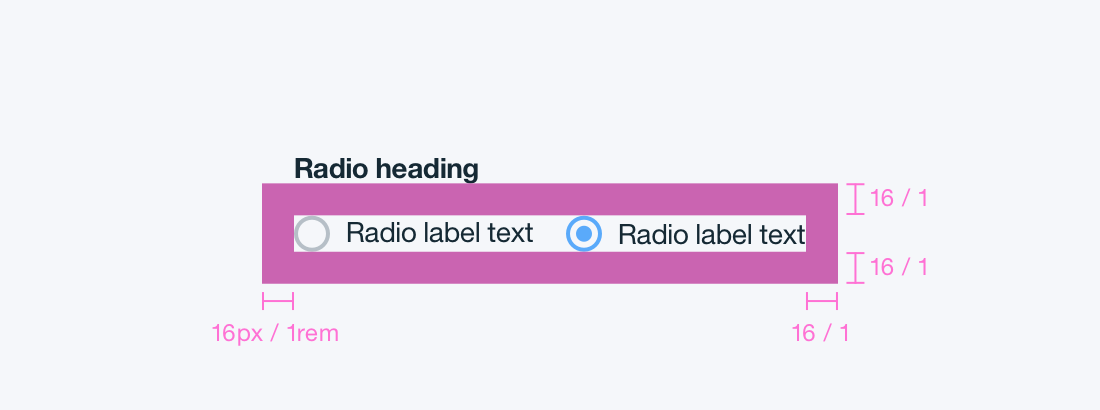 Radio heading
16 / 1
Radio label text Radio label text
16 / 1
16px / 1rem 16 / 1